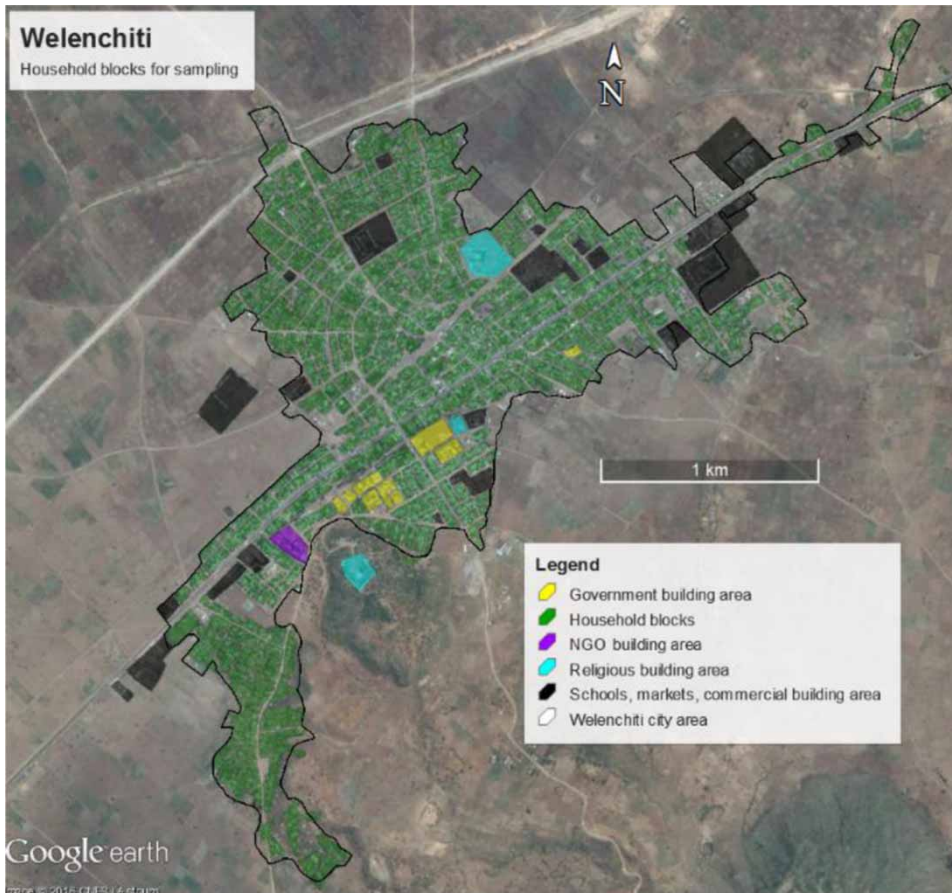 Welenchiti
Household blocks for sampling
N
1 km
Legend
Government building area
Household blocks
NGO building area
Religious building area
Schools, markets, commercial building area
Welenchiti city area
Google earth